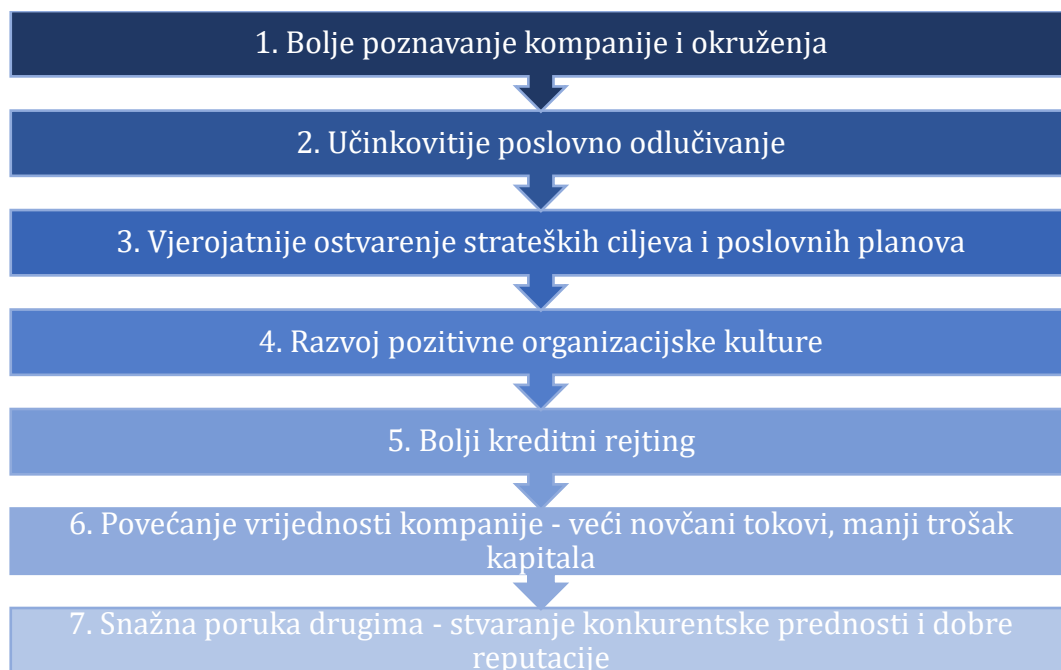 1. Bolje poznavanje kompanije i okruženja
2. Učinkovitije poslovno odlučivanje
3. Vjerojatnije ostvarenje strateških ciljeva i poslovnih planova
4. Razvoj pozitivne organizacijske kulture
5. Bolji kreditni rejting
6. Povećanje vrijednosti kompanije - veći novčani tokovi, manji trošak
kapitala
7. Snažna poruka drugima - stvaranje konkurentske prednosti i dobre
reputacije